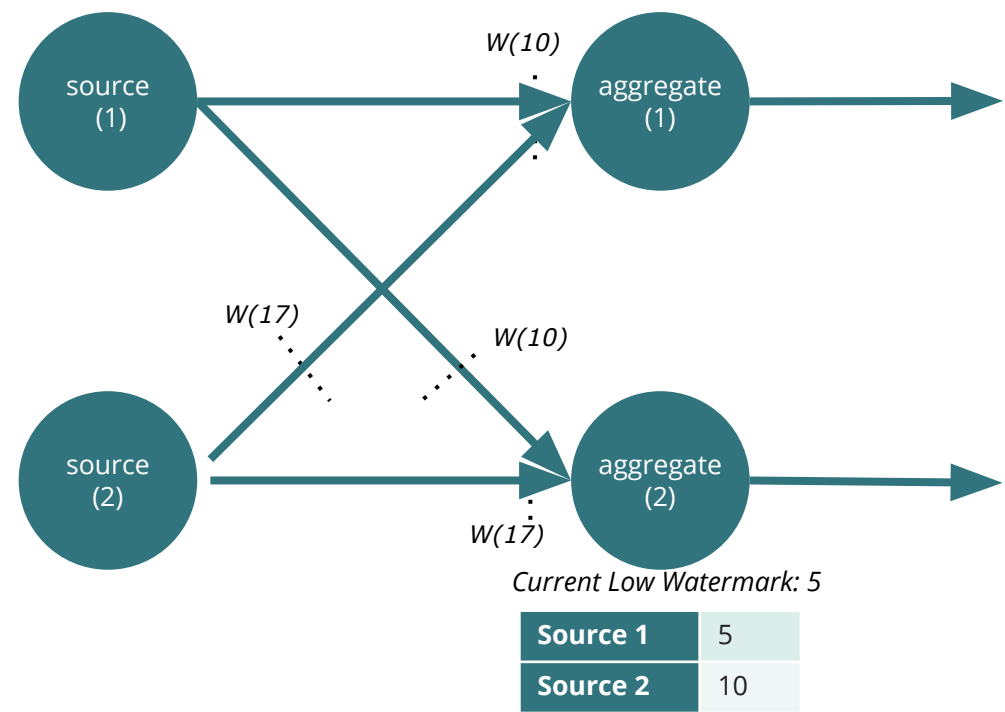 W(10)
source
(1)
aggregate
(1)
W(17)
W(10)
source
(2)
aggregate
(2)
W(17)
Current Low Watermark: 5
Source 1 5
Source 2 10